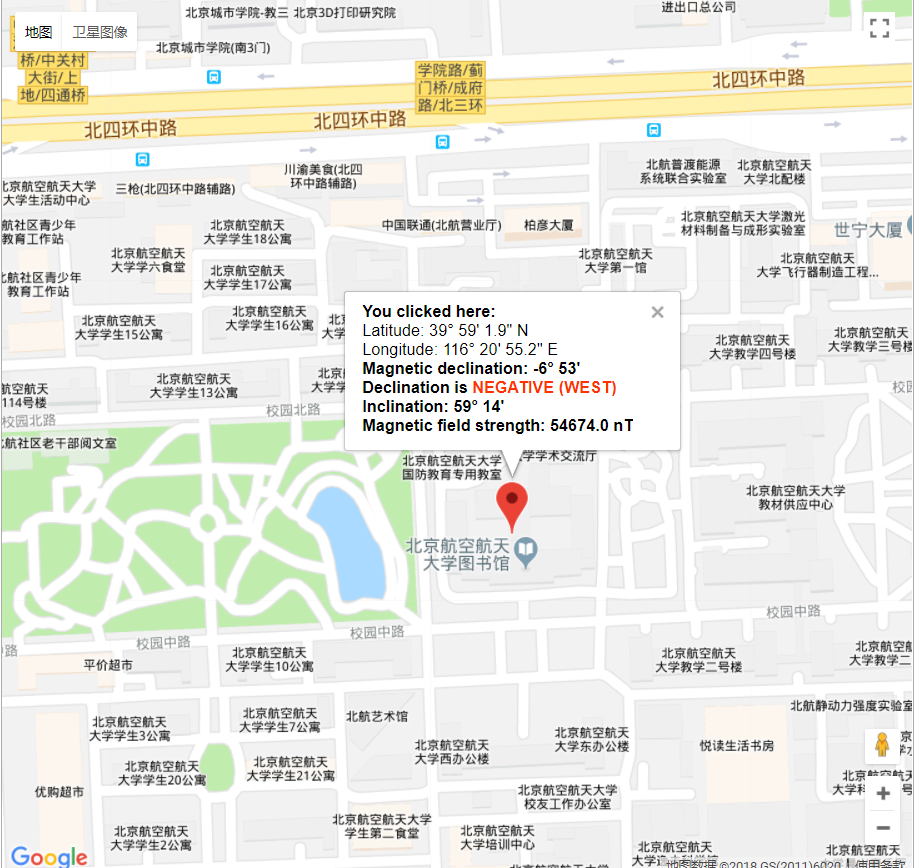 北京城市学院-教三
北京3D打印研究院
进出口总公司
地图
卫星图像
北京城市学院(南3门)
桥/中关村
大街/上
地/四通桥
学院路/蓟
门桥/成府
路/北三环
北四环中路
北四环中路
北四环中路
川渝美食(北四
环中路辅路)
北航普渡能源
系统联合实验室
北京航空航天
大学北配楼
北京航空航天大学
大学生活动中心
三枪(北四环中路辅路)
航社区青少年
教育工作站
北京航空航天
大学学生18公寓
中国联通(北航营业厅)
柏彦大厦
北京航空航天大学激光
材料制备与成形实验室
世宁大厦
北京航空航天
大学学六食堂
北京航空航天
大学第一馆
北京航空航天
大学飞行器制造工程...
北航社区青少年
教育工作站
北京航空航天
大学学生17公寓
北京航空航天
大学学生15公寓
北京航空航天
大学学生16公寓
You clicked here:
Latitude: 39° 59' 1.9" N
Longitude: 116° 20' 55.2" E
Magnetic declination: -6° 53'
Declination is NEGATIVE (WEST)
Inclination: 59° 14'
Magnetic field strength: 54674.0 nT
北京航空航天
大学教学四号楼
北京航空航天
大学教学三号楼
北京航空航天
大学学生13公寓
北京航空航天
114号楼
校园北路
校园北路
航社区老干部阅文室
北京航空航天大学
国防教育专用教室
学学术交流厅
北京航空航天大学
教材供应中心
北京航空航天
大学图书馆
校园中路
校园中路
校园中路
路
平价超市
北京航空航天
大学学生10公寓
北京航空航天
大学教学二号楼
北京航空航
大学教学二
北京航空航天
大学学生3公寓
北京航空航天
大学学生7公寓
北航艺术馆
北航静动力强度实验室
北京航空航天
大学西办公楼
北京航空航天
大学东办公楼
悦读生活书房
北京航空航天
大学学生20公寓
北京航空航天
大学学生21公寓
优购超市
北京航空航天大学
校友工作办公室
北京航空航天
大学学生2公寓
北京航空航天大学
学生第二食堂
北京航空航天
大学培训中心
北京航空航天
北京航空航天
Google
地图数据 ©2018 GS(2011)6020
使用条款